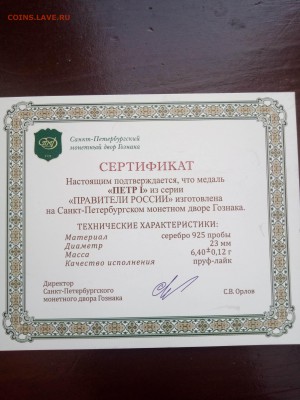 COINS.LAVE.RU
Санкт-Петербургский
монетный двор Гознака
СЕРТИФИКАТ
Настоящим подтверждается, что медаль
«ПЕТР I» из серии
«ПРАВИТЕЛИ РОССИИ» изготовлена
на Санкт-Петербургском монетном дворе Гознака.
ТЕХНИЧЕСКИЕ ХАРАКТЕРИСТИКИ:
Материал серебро 925 пробы
Диаметр 23 мм
Масса 6,40±0,12 г
Качество исполнения пруф-лайк
Директор
Санкт-Петербургского
монетного двора Гознака С.В. Орлов